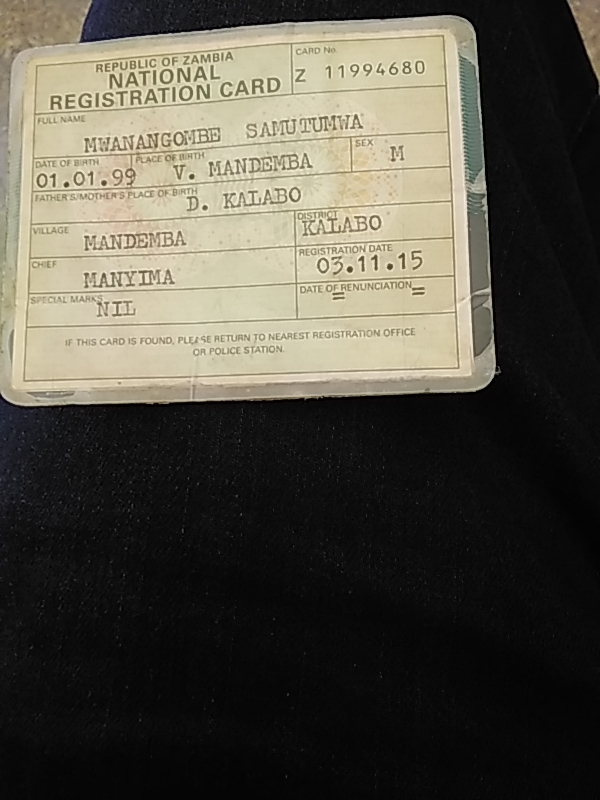 REPUBLIC OF ZAMBIA
NATIONAL
REGISTRATION CARD
CARD No.
Z 11994680
FULL NAME
MWANANGOMBE SAMUTUMWA
DATE OF BIRTH
01.01.99
PLACE OF BIRTH
V. MANDEMBA
SEX
M
FATHER'S/MOTHER'S PLACE OF BIRTH
D. KALABO
VILLAGE
MANDEMBA
DISTRICT
KALABO
CHIEF
MANYIMA
REGISTRATION DATE
03.11.15
SPECIAL MARKS
NIL
DATE OF RENUNCIATION
= =
IF THIS CARD IS FOUND, PLEASE RETURN TO NEAREST REGISTRATION OFFICE
OR POLICE STATION.